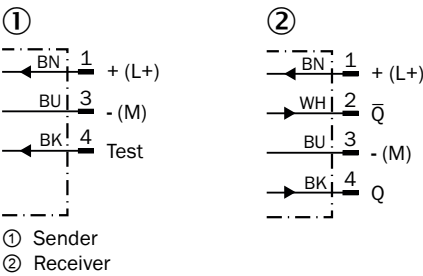 ① ②
BN 1 + (L+)
BU 3 - (M)
BK 4 Test
BN 1 + (L+)
WH 2 Q̅
BU 3 - (M)
BK 4 Q
① Sender
② Receiver